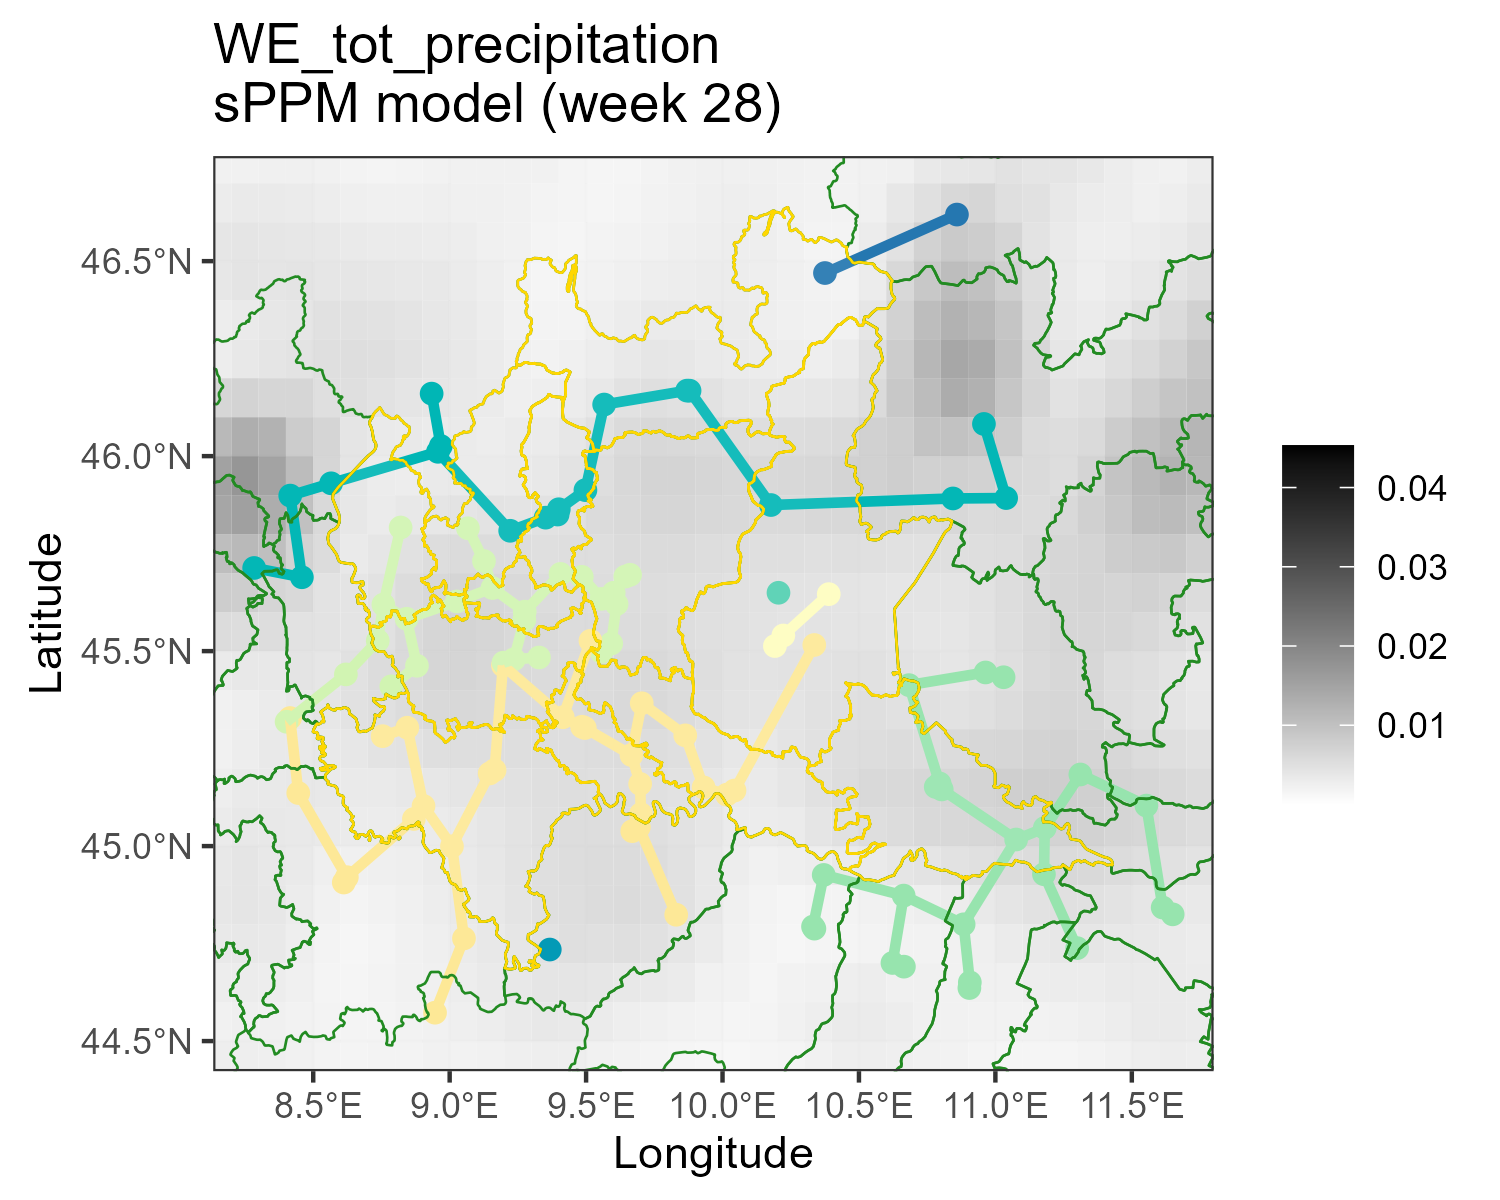 WE_tot_precipitation
sPPM model (week 28)
46.5°N
46.0°N
45.5°N
45.0°N
44.5°N
Latitude
8.5°E 9.0°E 9.5°E 10.0°E 10.5°E 11.0°E 11.5°E
Longitude
0.04
0.03
0.02
0.01